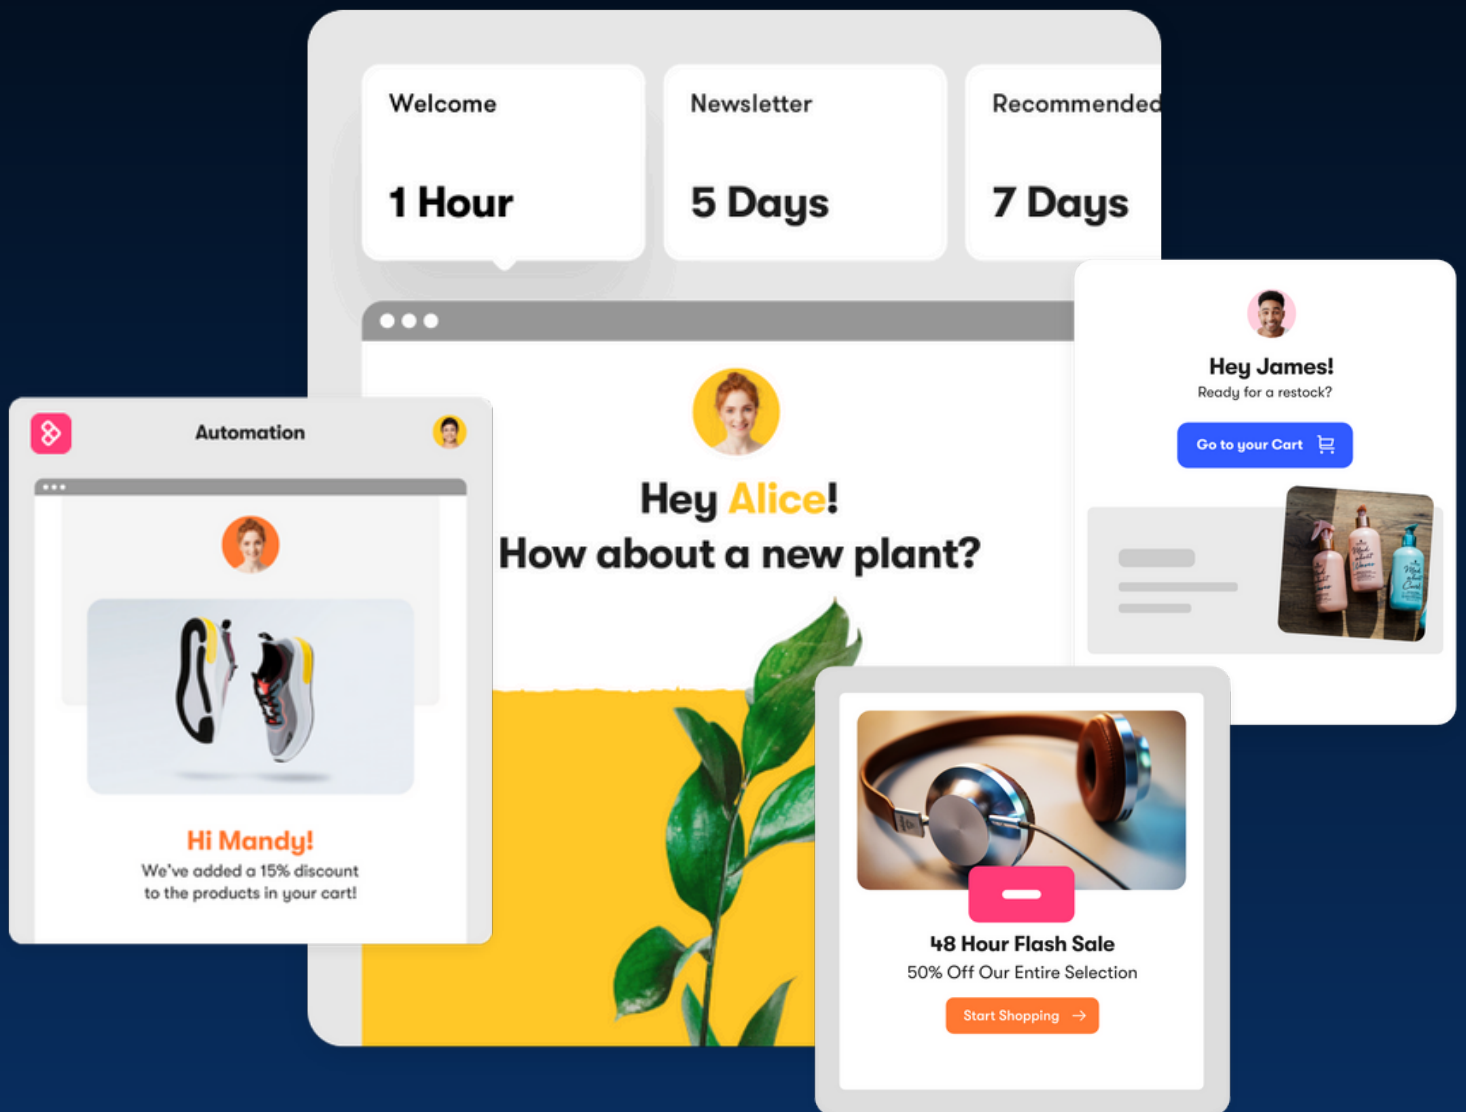 Welcome
1 Hour
Newsletter
5 Days
Recommended
7 Days
Hey Alice!
How about a new plant?
Automation
Hi Mandy!
We've added a 15% discount
to the products in your cart!
Hey James!
Ready for a restock?
Go to your Cart
48 Hour Flash Sale
50% Off Our Entire Selection
Start Shopping